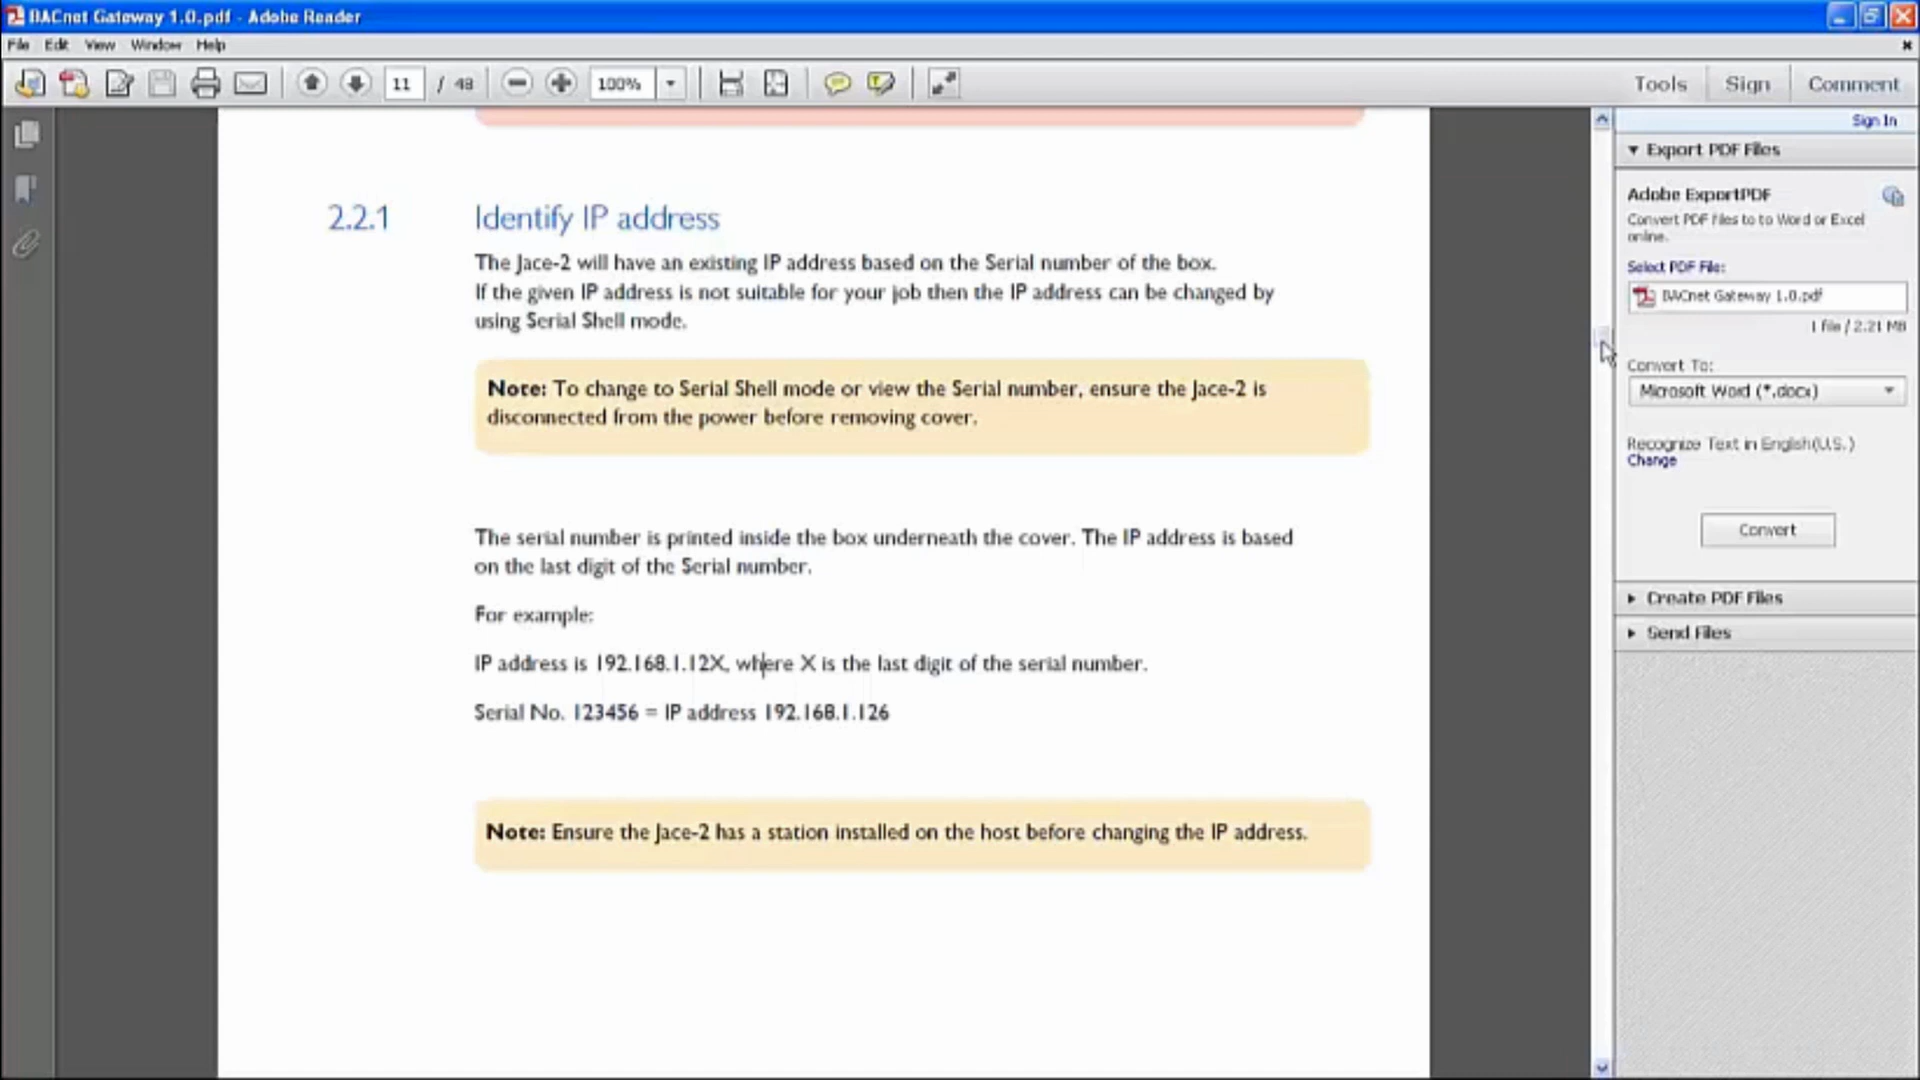 BACnet Gateway 1.0.pdf - Adobe Reader
File Edit View Window Help
11 / 48 100% Tools Sign Comment
Sign In
Export PDF Files
Adobe ExportPDF
Convert PDF files to to Word or Excel
online.
Select PDF File:
BACnet Gateway 1.0.pdf
1 file / 2.21 MB
Convert To:
Microsoft Word (*.docx)
Recognize Text in English(U.S.)
Change
Convert
Create PDF Files
Send Files
2.2.1 Identify IP address
The Jace-2 will have an existing IP address based on the Serial number of the box.
If the given IP address is not suitable for your job then the IP address can be changed by
using Serial Shell mode.
Note: To change to Serial Shell mode or view the Serial number, ensure the Jace-2 is
disconnected from the power before removing cover.
The serial number is printed inside the box underneath the cover. The IP address is based
on the last digit of the Serial number.
For example:
IP address is 192.168.1.12X, where X is the last digit of the serial number.
Serial No. 123456 = IP address 192.168.1.126
Note: Ensure the Jace-2 has a station installed on the host before changing the IP address.